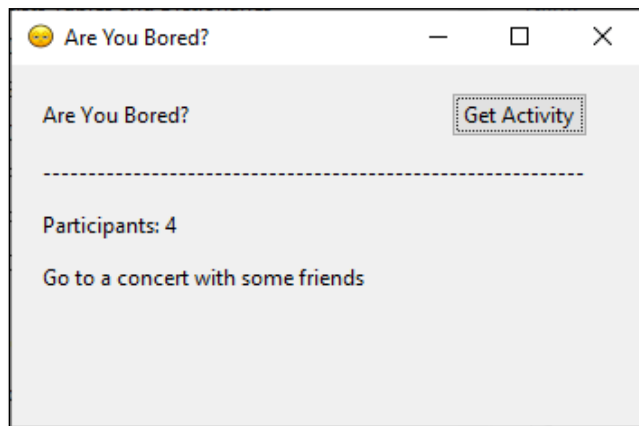 Are You Bored?
Are You Bored? Get Activity
------------------------------------------------------------
Participants: 4
Go to a concert with some friends